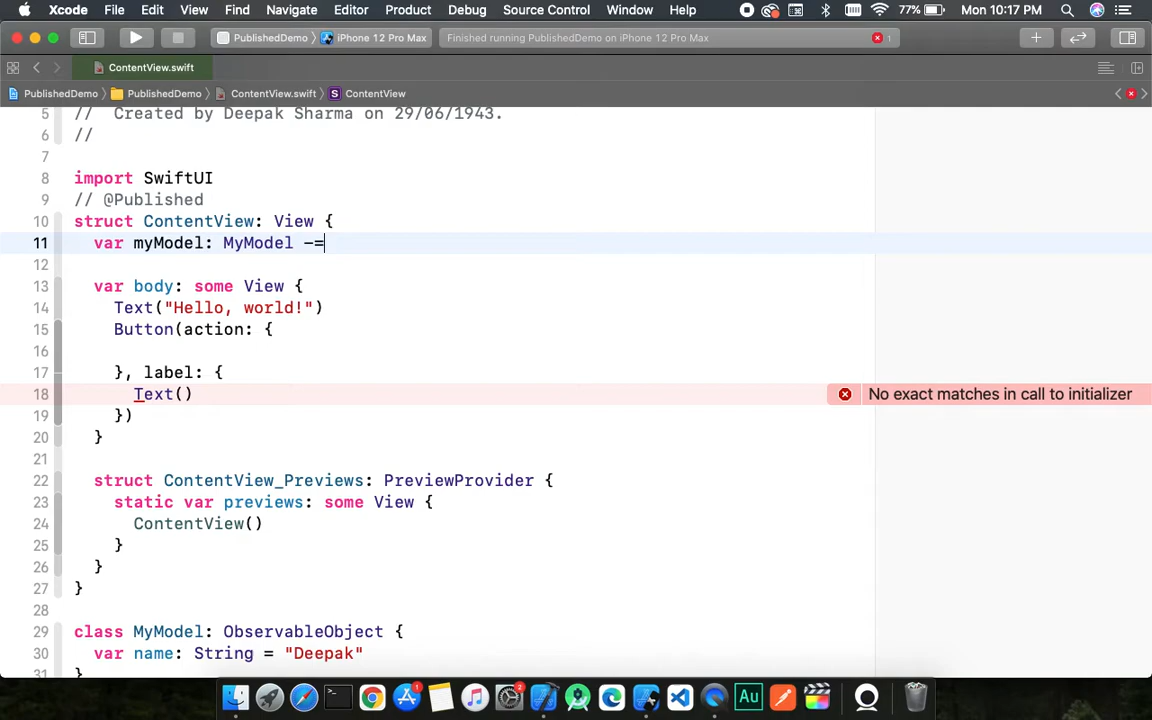 Xcode File Edit View Find Navigate Editor Product Debug Source Control Window Help 77% Mon 10:17 PM
PublishedDemo iPhone 12 Pro Max Finished running PublishedDemo on iPhone 12 Pro Max 1
ContentView.swift
PublishedDemo PublishedDemo ContentView.swift S ContentView
5 // Created by Deepak Sharma on 29/06/1943.
6 //
7
8 import SwiftUI
9 // @Published
10 struct ContentView: View {
11 var myModel: MyModel -=
12
13 var body: some View {
14 Text("Hello, world!")
15 Button(action: {
16
17 }, label: {
18 Text() No exact matches in call to initializer
19 })
20 }
21
22 struct ContentView_Previews: PreviewProvider {
23 static var previews: some View {
24 ContentView()
25 }
26 }
27 }
28
29 class MyModel: ObservableObject {
30 var name: String = "Deepak"
31 }
Au